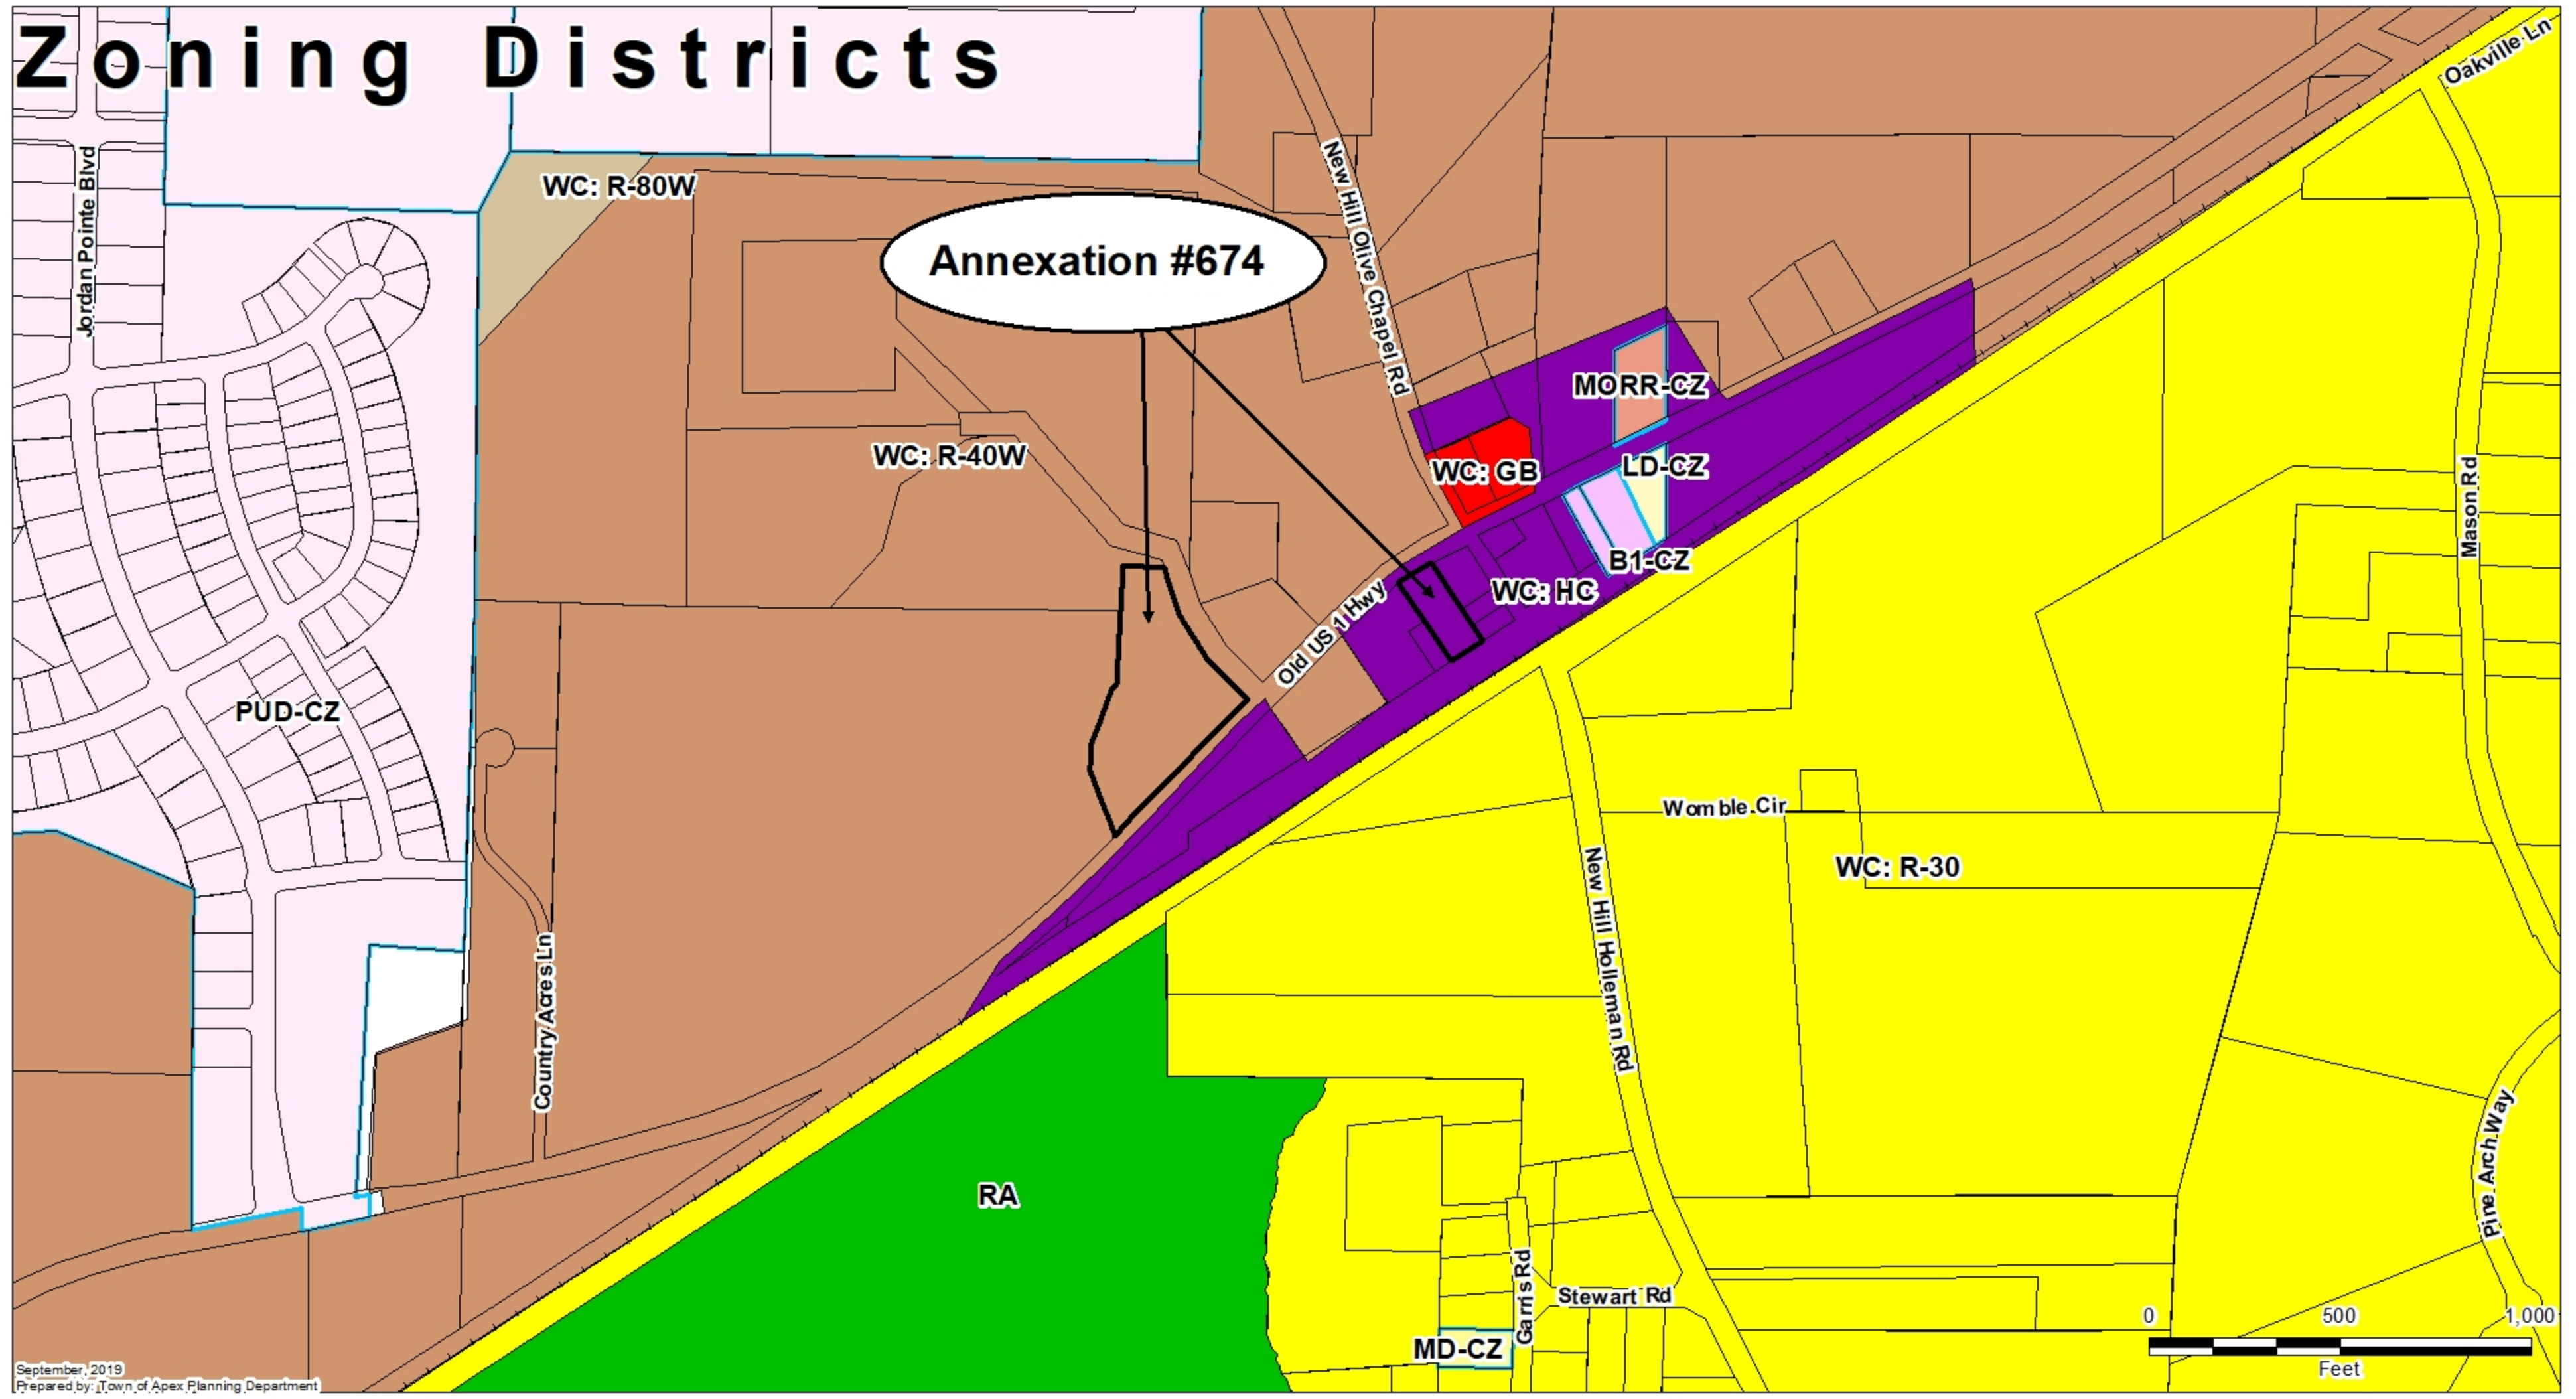 Zoning Districts
Oakville Ln
Jordan Pointe Blvd
WC: R-80W
New Hill Olive Chapel Rd
Annexation #674
MORR-CZ
WC: R-40W
WC: GB
LD-CZ
Mason Rd
B1-CZ
WC: HC
Old US 1 Hwy
PUD-CZ
Womble Cir
WC: R-30
New Hill Holleman Rd
Country Acres Ln
Pine Arch Way
RA
Garris Rd
Stewart Rd
MD-CZ
0 500 1,000
Feet
September, 2019
Prepared by: Town of Apex Planning Department